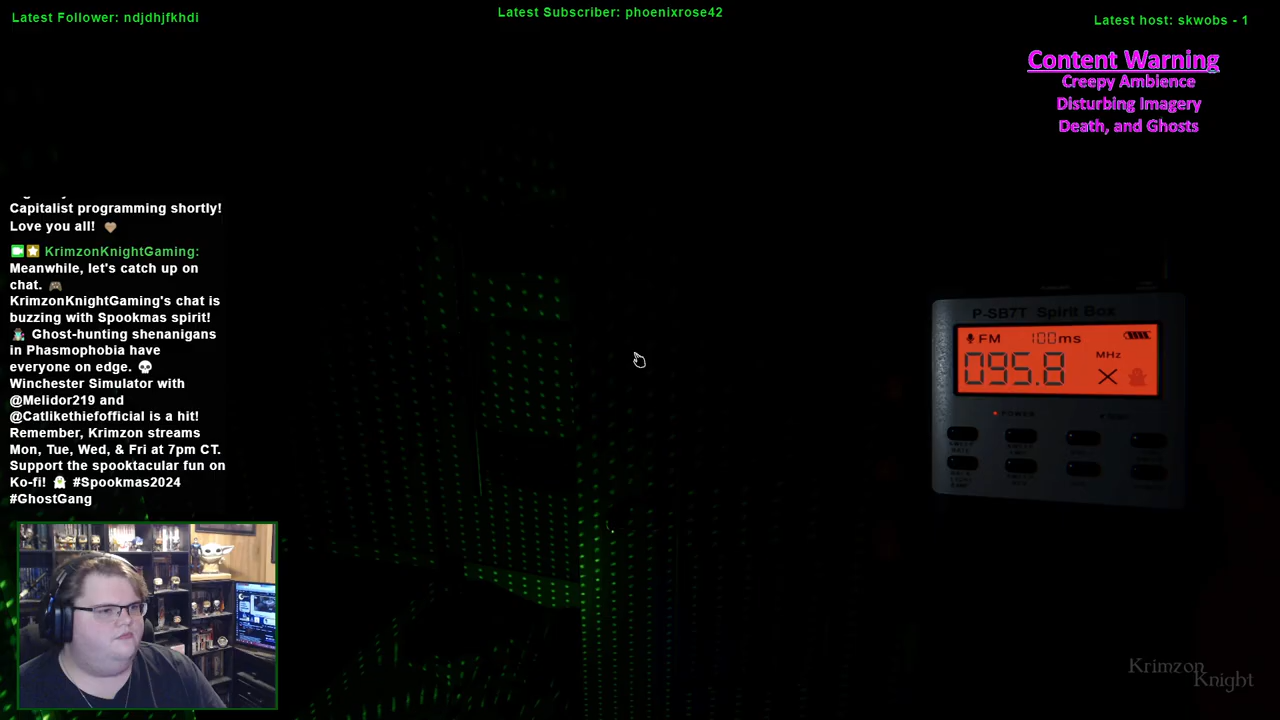 Latest Follower: ndjdhjfkhdi
Latest Subscriber: phoenixrose42
Latest host: skwobs - 1
Content Warning
Creepy Ambience
Disturbing Imagery
Death, and Ghosts
Capitalist programming shortly!
Love you all!
KrimzonKnightGaming:
Meanwhile, let's catch up on
chat.
KrimzonKnightGaming's chat is
buzzing with Spookmas spirit!
Ghost-hunting shenanigans
in Phasmophobia have
everyone on edge.
Winchester Simulator with
@Melidor219 and
@Catlikethiefofficial is a hit!
Remember, Krimzon streams
Mon, Tue, Wed, & Fri at 7pm CT.
Support the spooktacular fun on
Ko-fi! #Spookmas2024
#GhostGang
P-SB7T Spirit Box
FM 100ms
095.8 MHz
POWER
Krimzon
Knight